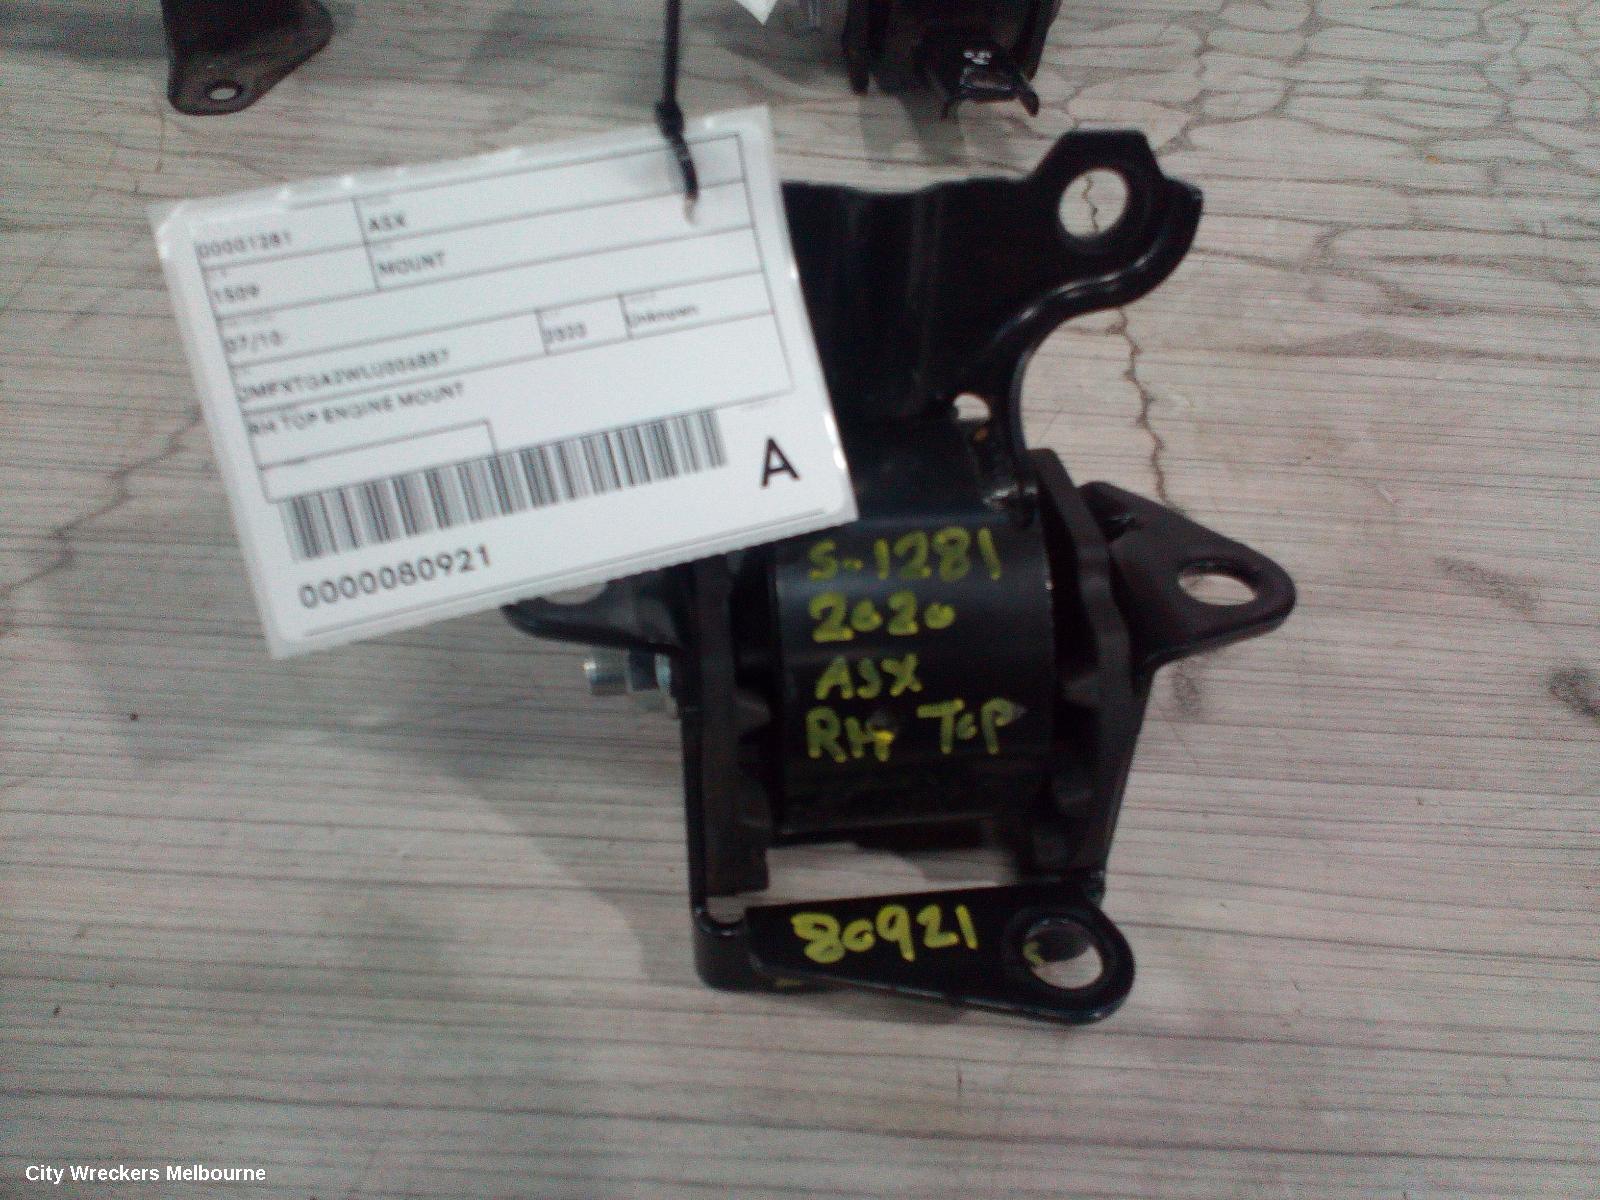 00001281
ASX
1509
MOUNT
07/10-
2020
Unknown
RH TOP ENGINE MOUNT
A
0000080921
S-1281
2020
ASX
RH Top
80921
City Wreckers Melbourne